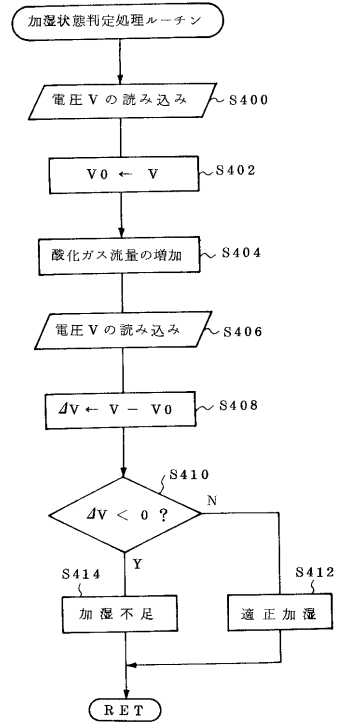 加湿状態判定処理ルーチン
電圧Vの読み込み
S400
V0 ← V
S402
酸化ガス流量の増加
S404
電圧Vの読み込み
S406
ΔV ← V − V0
S408
S410
ΔV < 0 ?
N
Y
S414
加湿不足
S412
適正加湿
RET